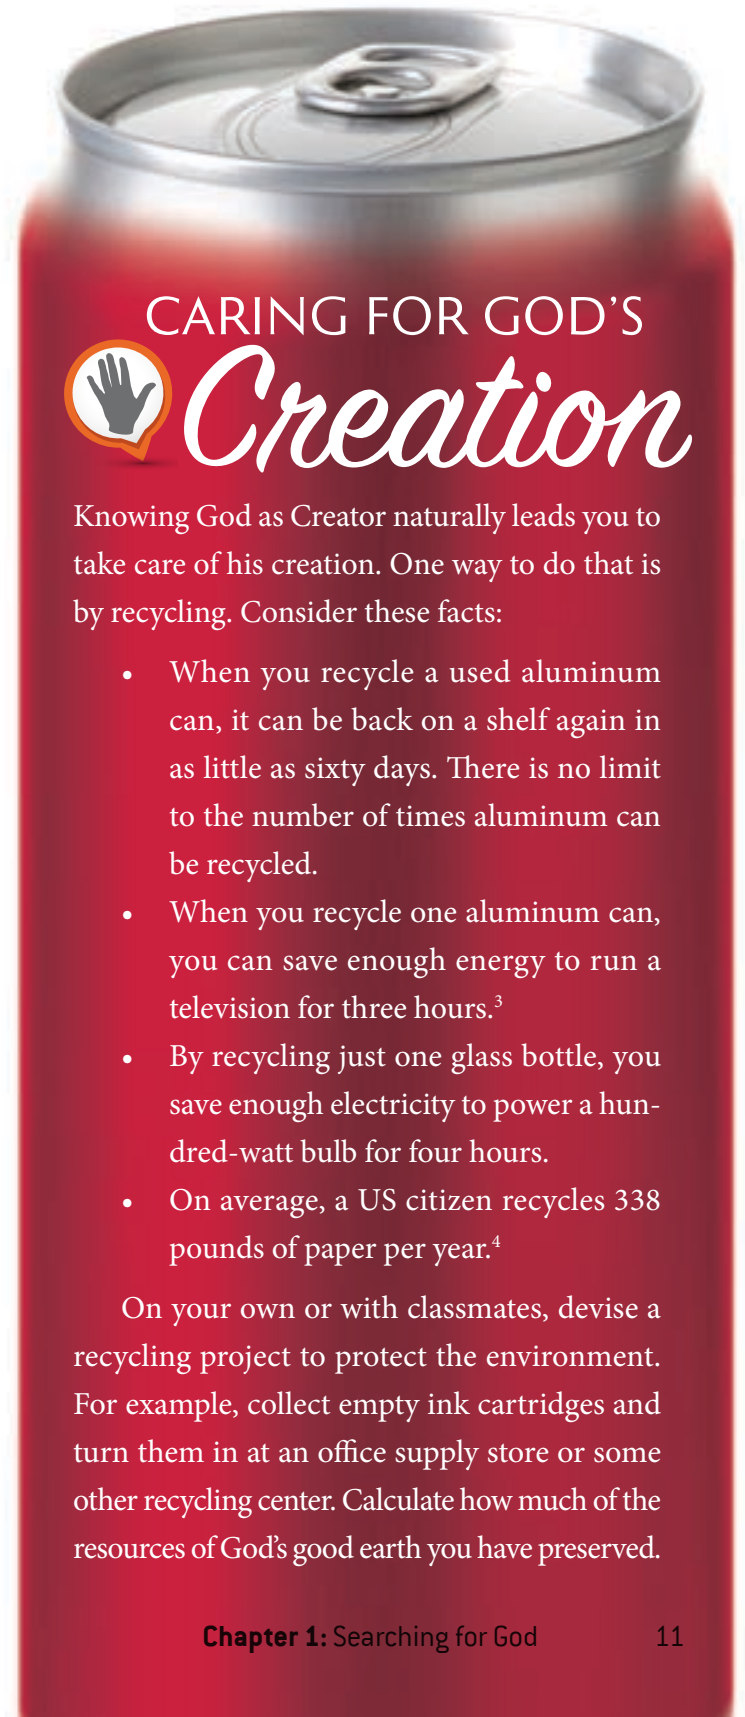 CARING FOR GOD'S
Creation
Knowing God as Creator naturally leads you to
take care of his creation. One way to do that is
by recycling. Consider these facts:
• When you recycle a used aluminum
can, it can be back on a shelf again in
as little as sixty days. There is no limit
to the number of times aluminum can
be recycled.
• When you recycle one aluminum can,
you can save enough energy to run a
television for three hours.³
• By recycling just one glass bottle, you
save enough electricity to power a hun-
dred-watt bulb for four hours.
• On average, a US citizen recycles 338
pounds of paper per year.⁴
On your own or with classmates, devise a
recycling project to protect the environment.
For example, collect empty ink cartridges and
turn them in at an office supply store or some
other recycling center. Calculate how much of the
resources of God's good earth you have preserved.
Chapter 1: Searching for God 11